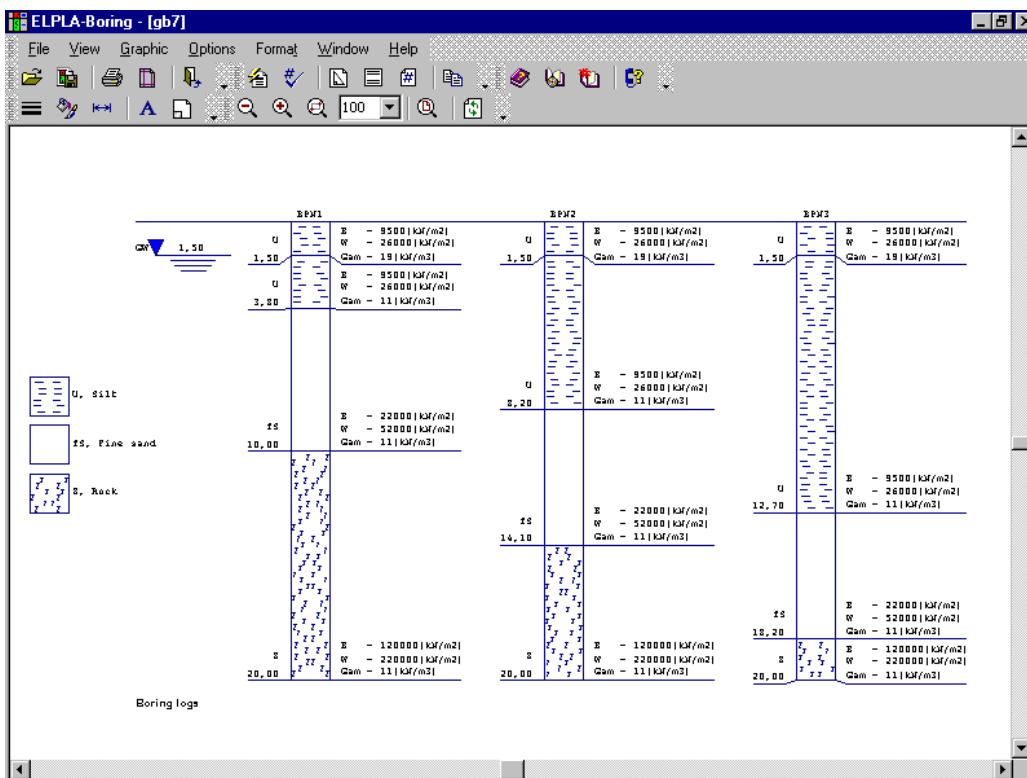 ELPLA-Boring - [gb7]
File View Graphic Options Format Window Help
100
BPN1 BPN2 BPN3
GW 1,50
U
1,50
E - 9500[kN/m2]
W - 26000[kN/m2]
Gam - 19[kN/m3]
U
3,80
E - 9500[kN/m2]
W - 26000[kN/m2]
Gam - 11[kN/m3]
fS
10,00
E - 22000[kN/m2]
W - 52000[kN/m2]
Gam - 11[kN/m3]
Z
20,00
E - 120000[kN/m2]
W - 220000[kN/m2]
Gam - 11[kN/m3]
U
1,50
E - 9500[kN/m2]
W - 26000[kN/m2]
Gam - 19[kN/m3]
U
8,20
E - 9500[kN/m2]
W - 26000[kN/m2]
Gam - 11[kN/m3]
fS
14,10
E - 22000[kN/m2]
W - 52000[kN/m2]
Gam - 11[kN/m3]
Z
20,00
E - 120000[kN/m2]
W - 220000[kN/m2]
Gam - 11[kN/m3]
U
1,50
E - 9500[kN/m2]
W - 26000[kN/m2]
Gam - 19[kN/m3]
U
12,70
E - 9500[kN/m2]
W - 26000[kN/m2]
Gam - 11[kN/m3]
fS
18,20
E - 22000[kN/m2]
W - 52000[kN/m2]
Gam - 11[kN/m3]
Z
20,00
E - 120000[kN/m2]
W - 220000[kN/m2]
Gam - 11[kN/m3]
U, Silt
fS, Fine sand
Z, Rock
Boring logs